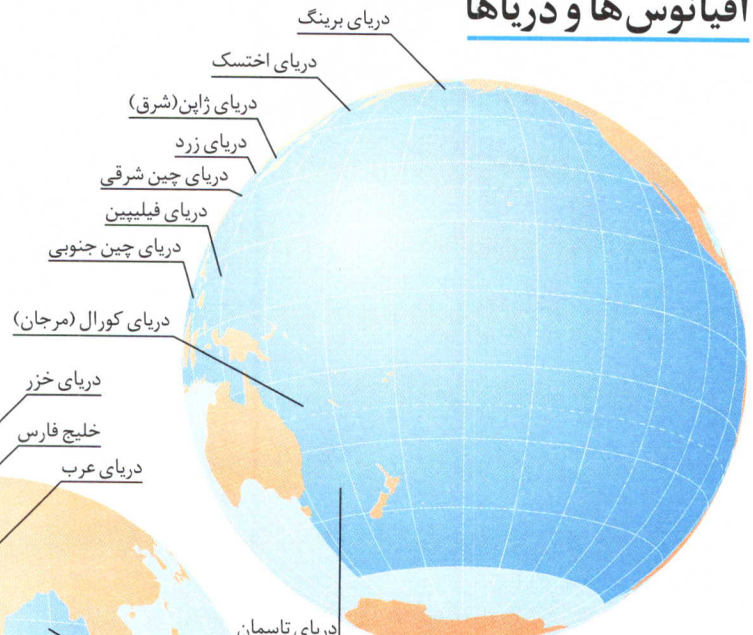 اقیانوس‌ها و دریاها
دریای برینگ
دریای اختسک
دریای ژاپن(شرق)
دریای زرد
دریای چین شرقی
دریای فیلیپین
دریای چین جنوبی
دریای کورال (مرجان)
دریای خزر
خلیج فارس
دریای عرب
دریای تاسمان